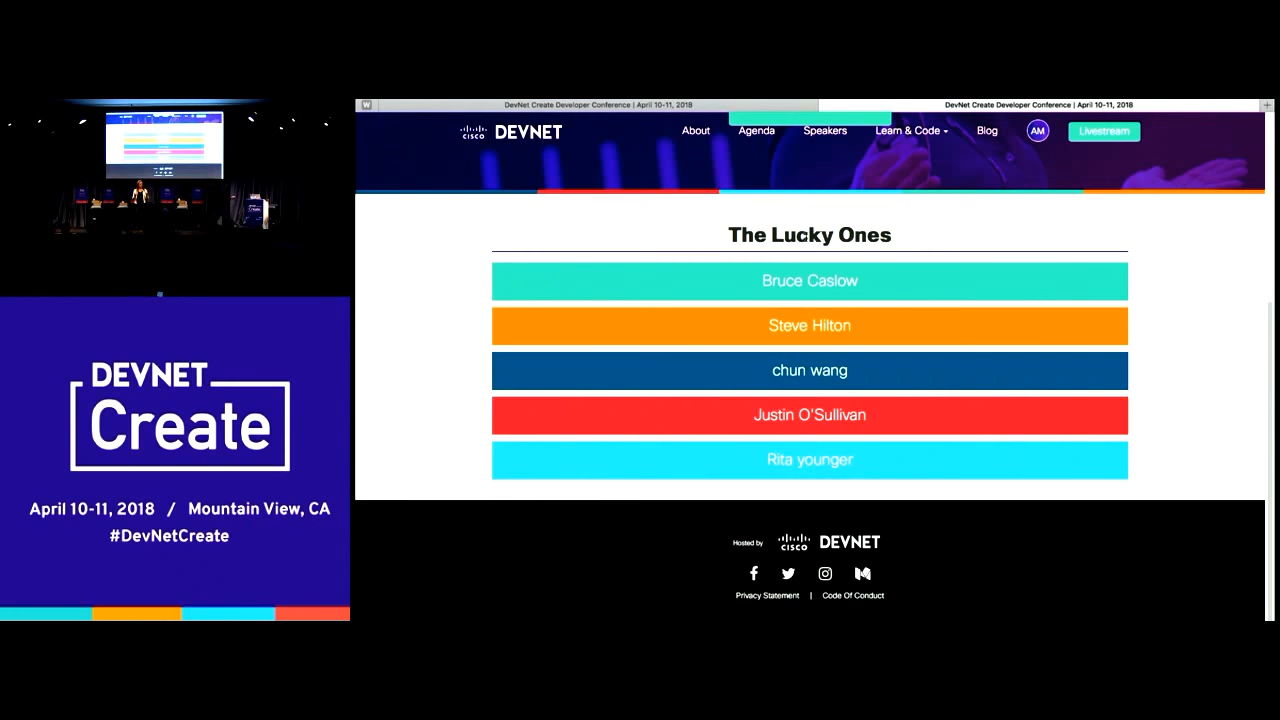 DevNet Create Developer Conference | April 10-11, 2018
DevNet Create Developer Conference | April 10-11, 2018
CISCO DEVNET
About
Agenda
Speakers
Learn & Code
Blog
AM
Livestream
The Lucky Ones
Bruce Caslow
Steve Hilton
chun wang
Justin O'Sullivan
Rita younger
Hosted by
CISCO DEVNET
Privacy Statement | Code Of Conduct
DEVNET
Create
April 10-11, 2018 / Mountain View, CA
#DevNetCreate